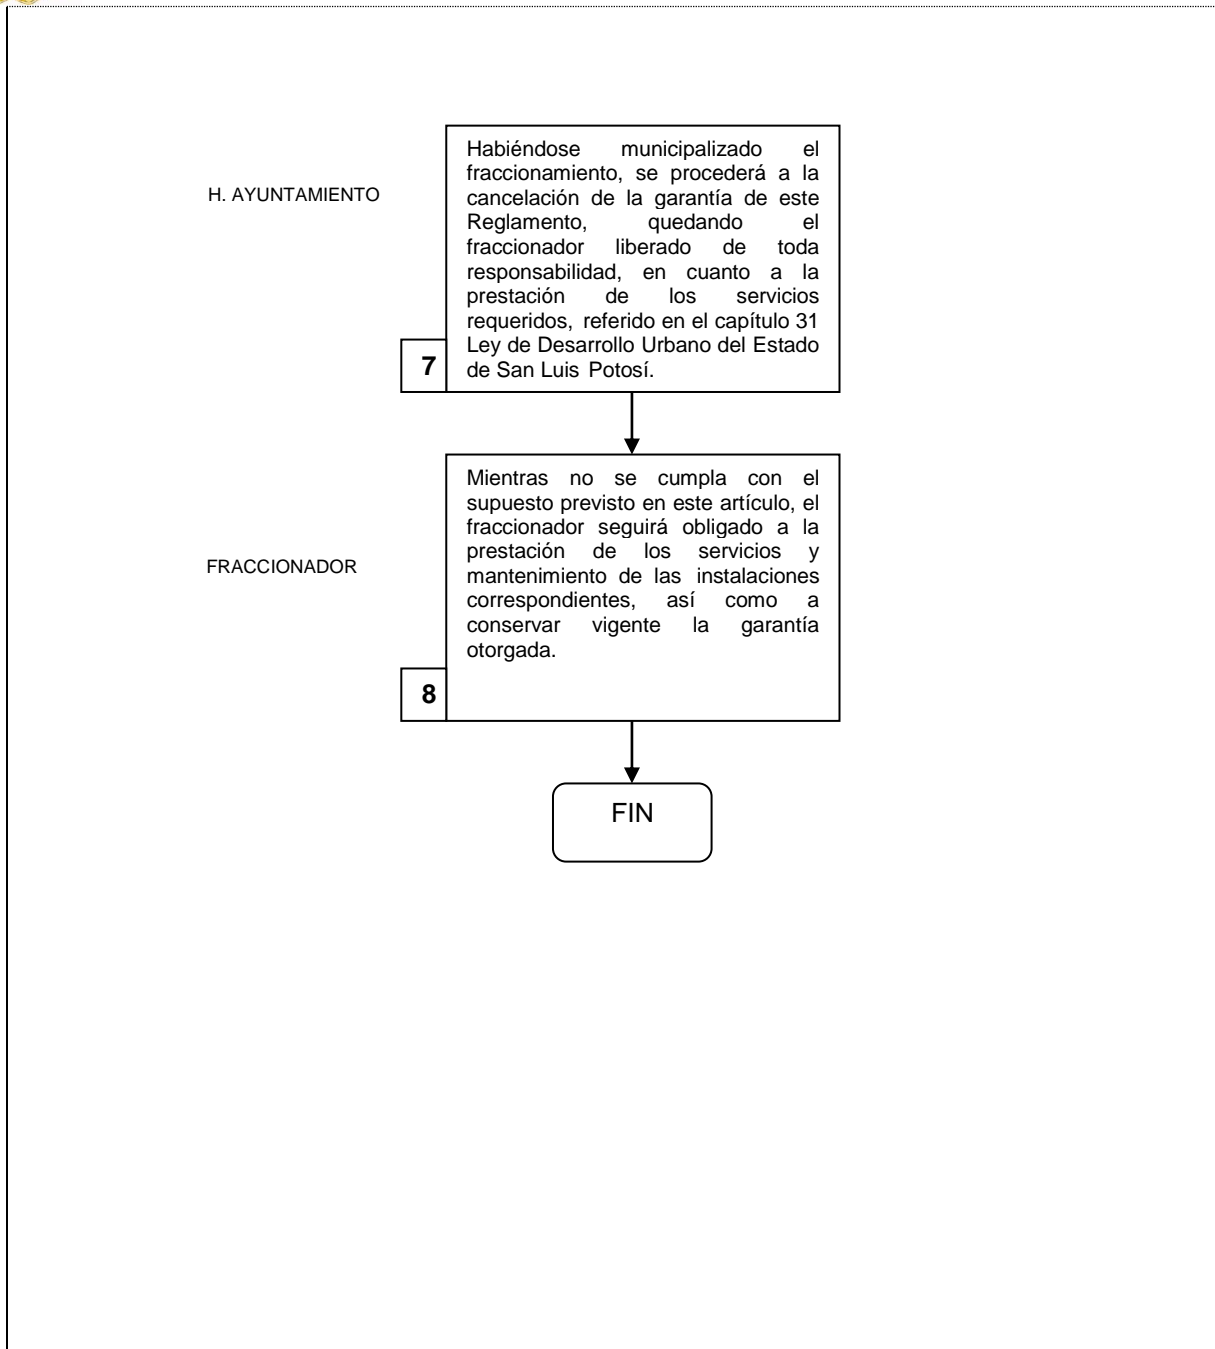 H. AYUNTAMIENTO
Habiéndose municipalizado el
fraccionamiento, se procederá a la
cancelación de la garantía de este
Reglamento, quedando el
fraccionador liberado de toda
responsabilidad, en cuanto a la
prestación de los servicios
requeridos, referido en el capítulo 31
Ley de Desarrollo Urbano del Estado
de San Luis Potosí.
7
FRACCIONADOR
Mientras no se cumpla con el
supuesto previsto en este artículo, el
fraccionador seguirá obligado a la
prestación de los servicios y
mantenimiento de las instalaciones
correspondientes, así como a
conservar vigente la garantía
otorgada.
8
FIN